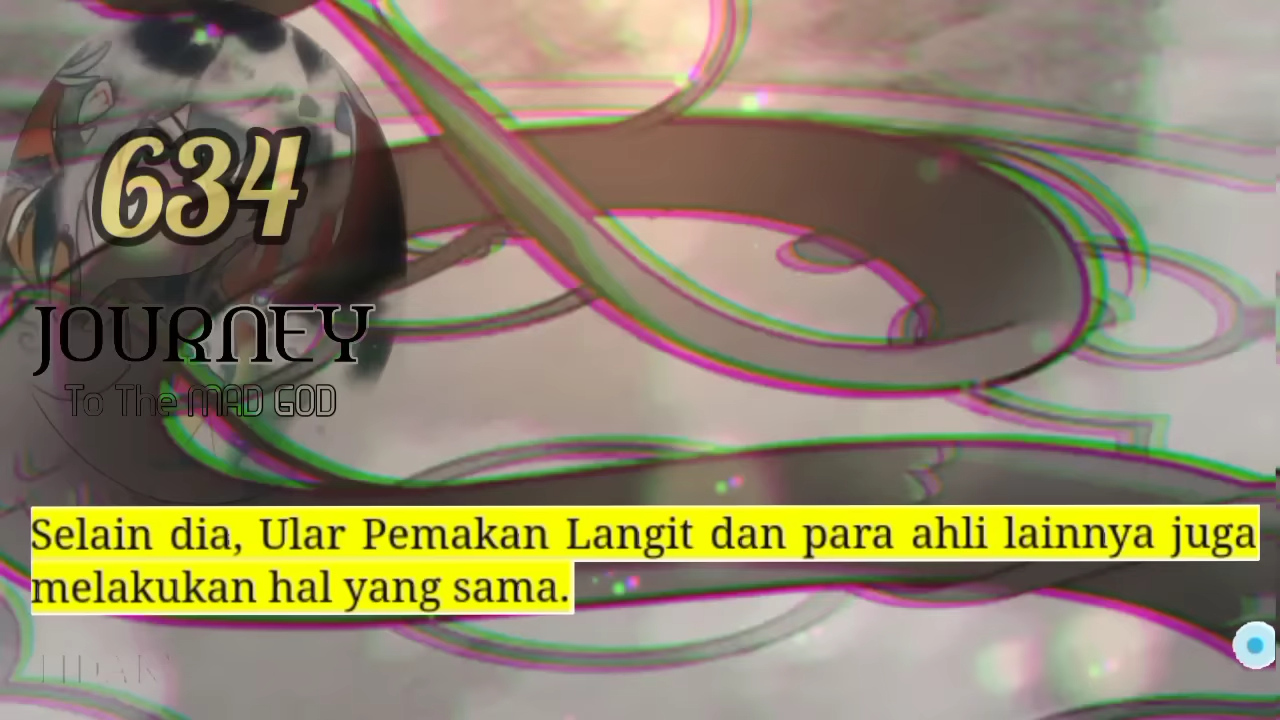 634
JOURNEY
To The MAD GOD
Selain dia, Ular Pemakan Langit dan para ahli lainnya juga
melakukan hal yang sama.